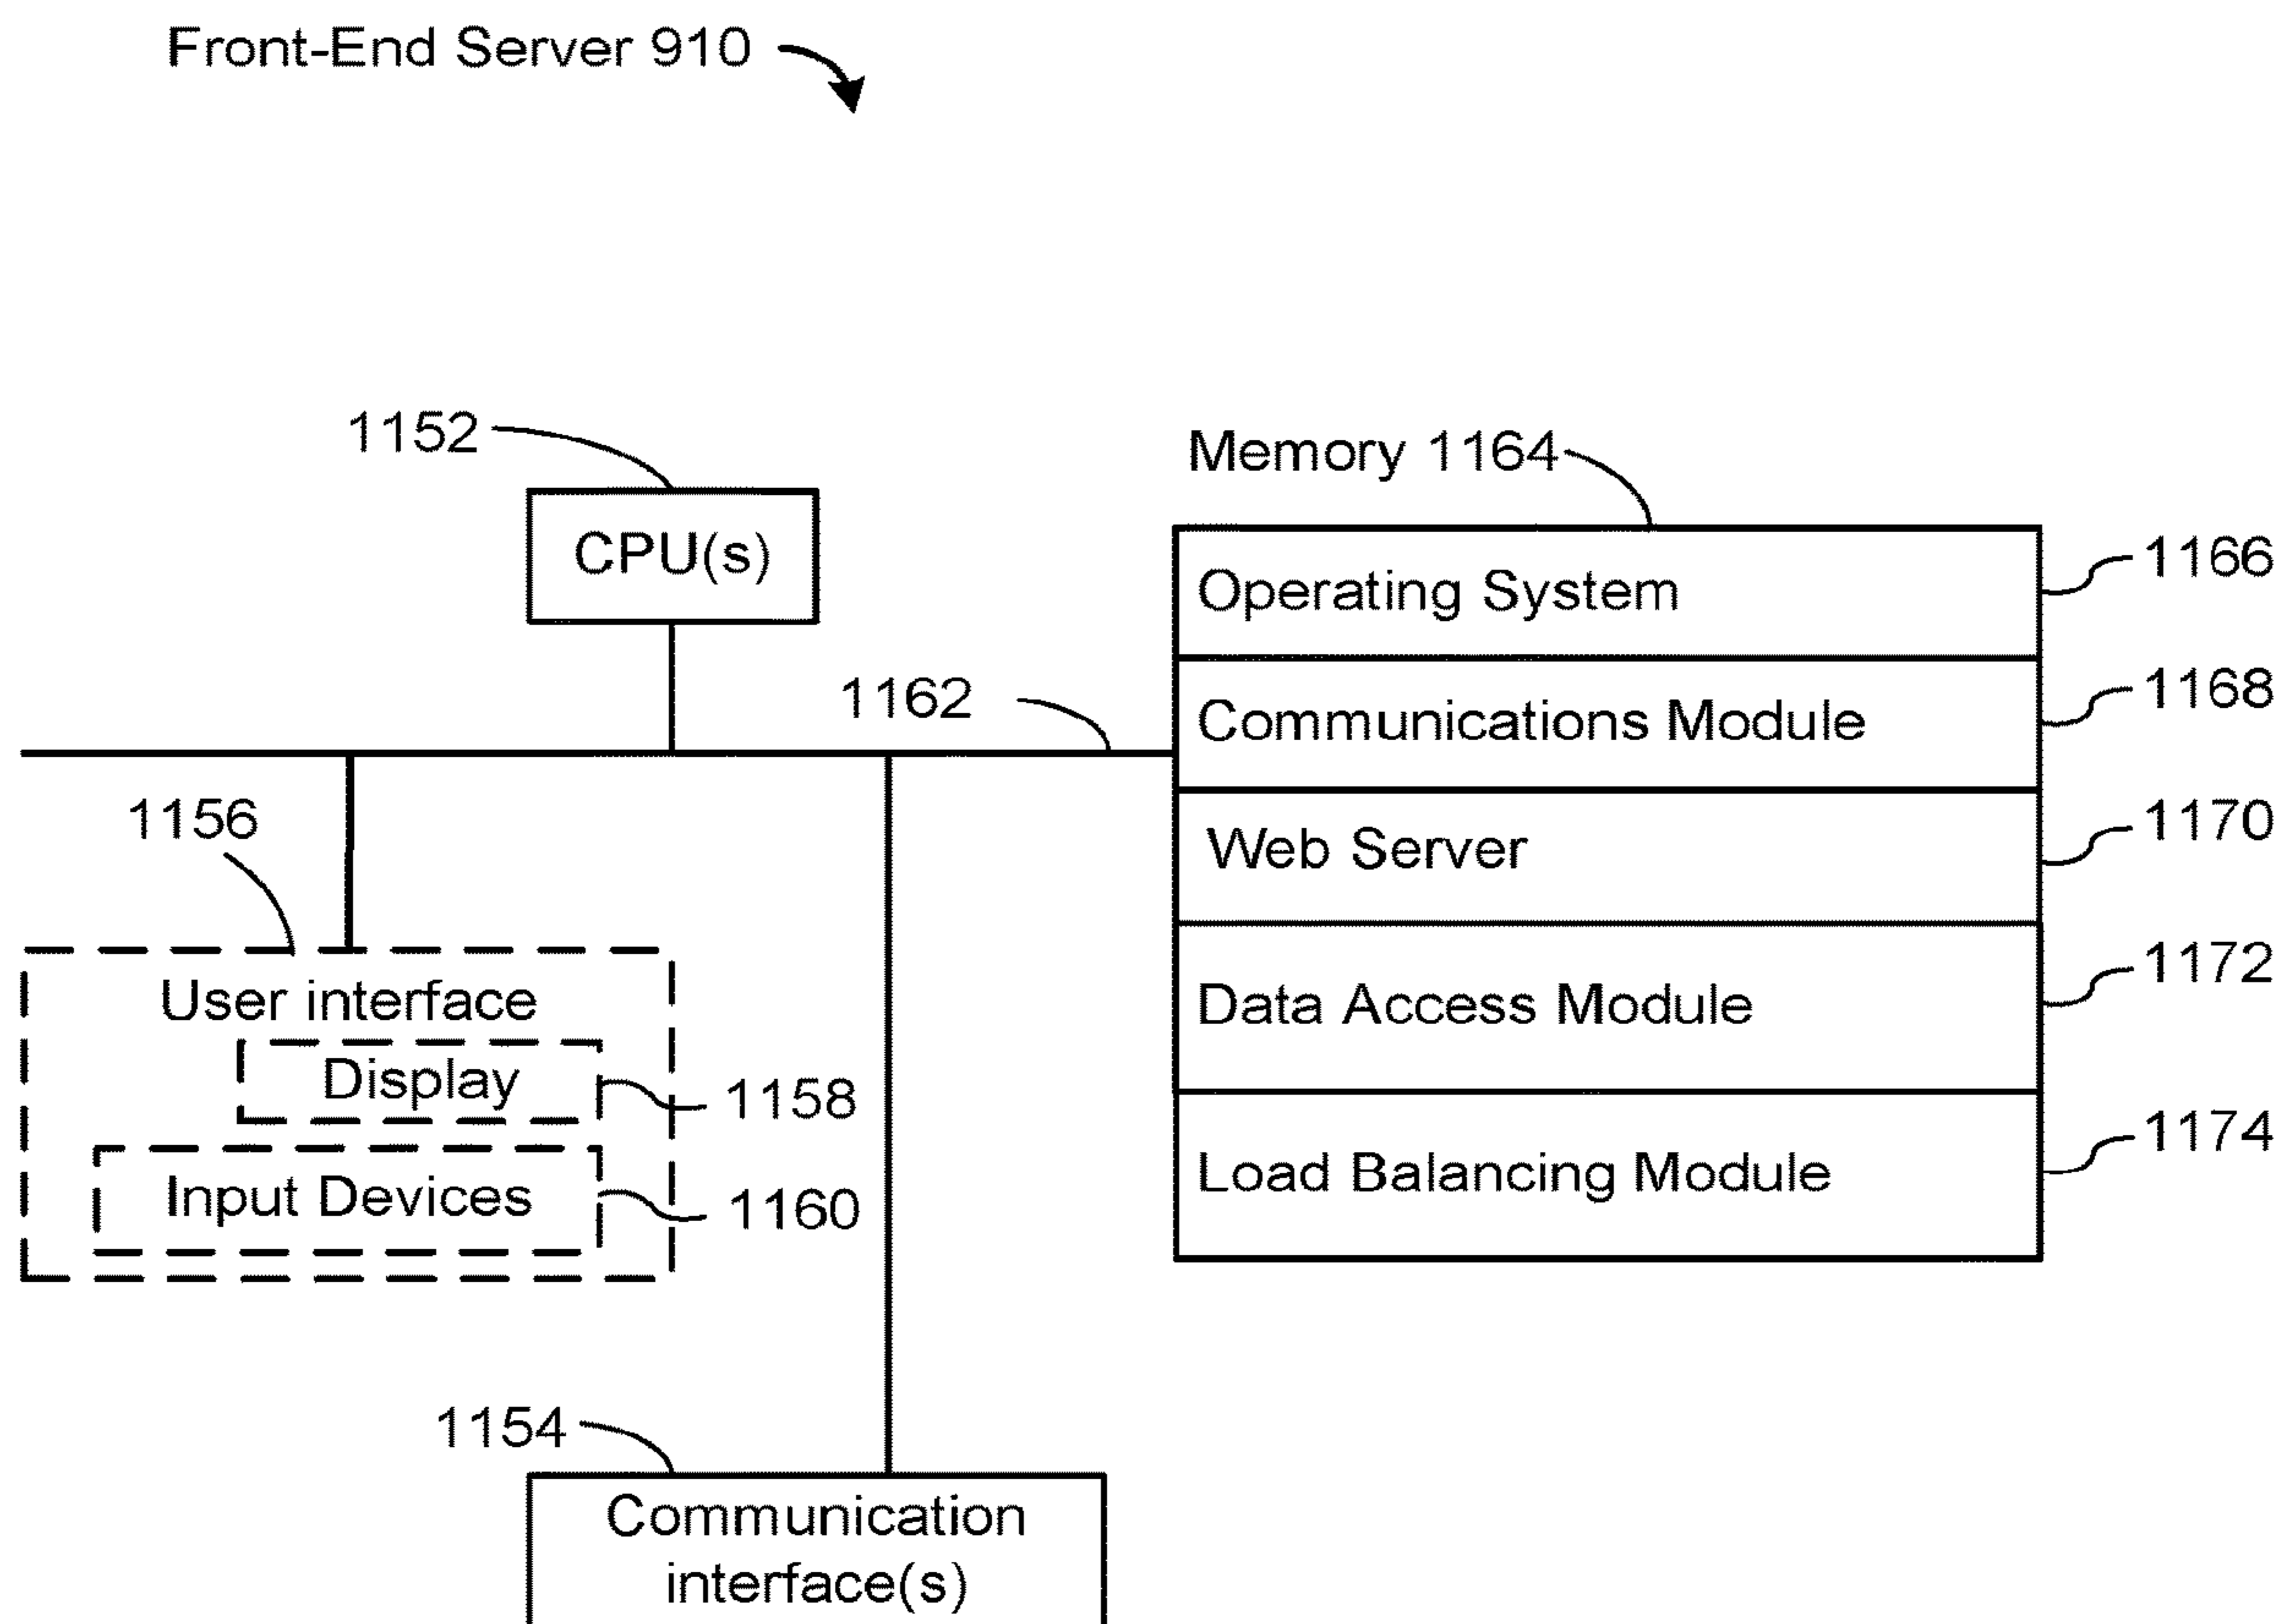 Front-End Server 910
1152
CPU(s)
Memory 1164
Operating System
1166
Communications Module
1168
Web Server
1170
Data Access Module
1172
Load Balancing Module
1174
1162
1156
User interface
Display
1158
Input Devices
1160
1154
Communication
interface(s)